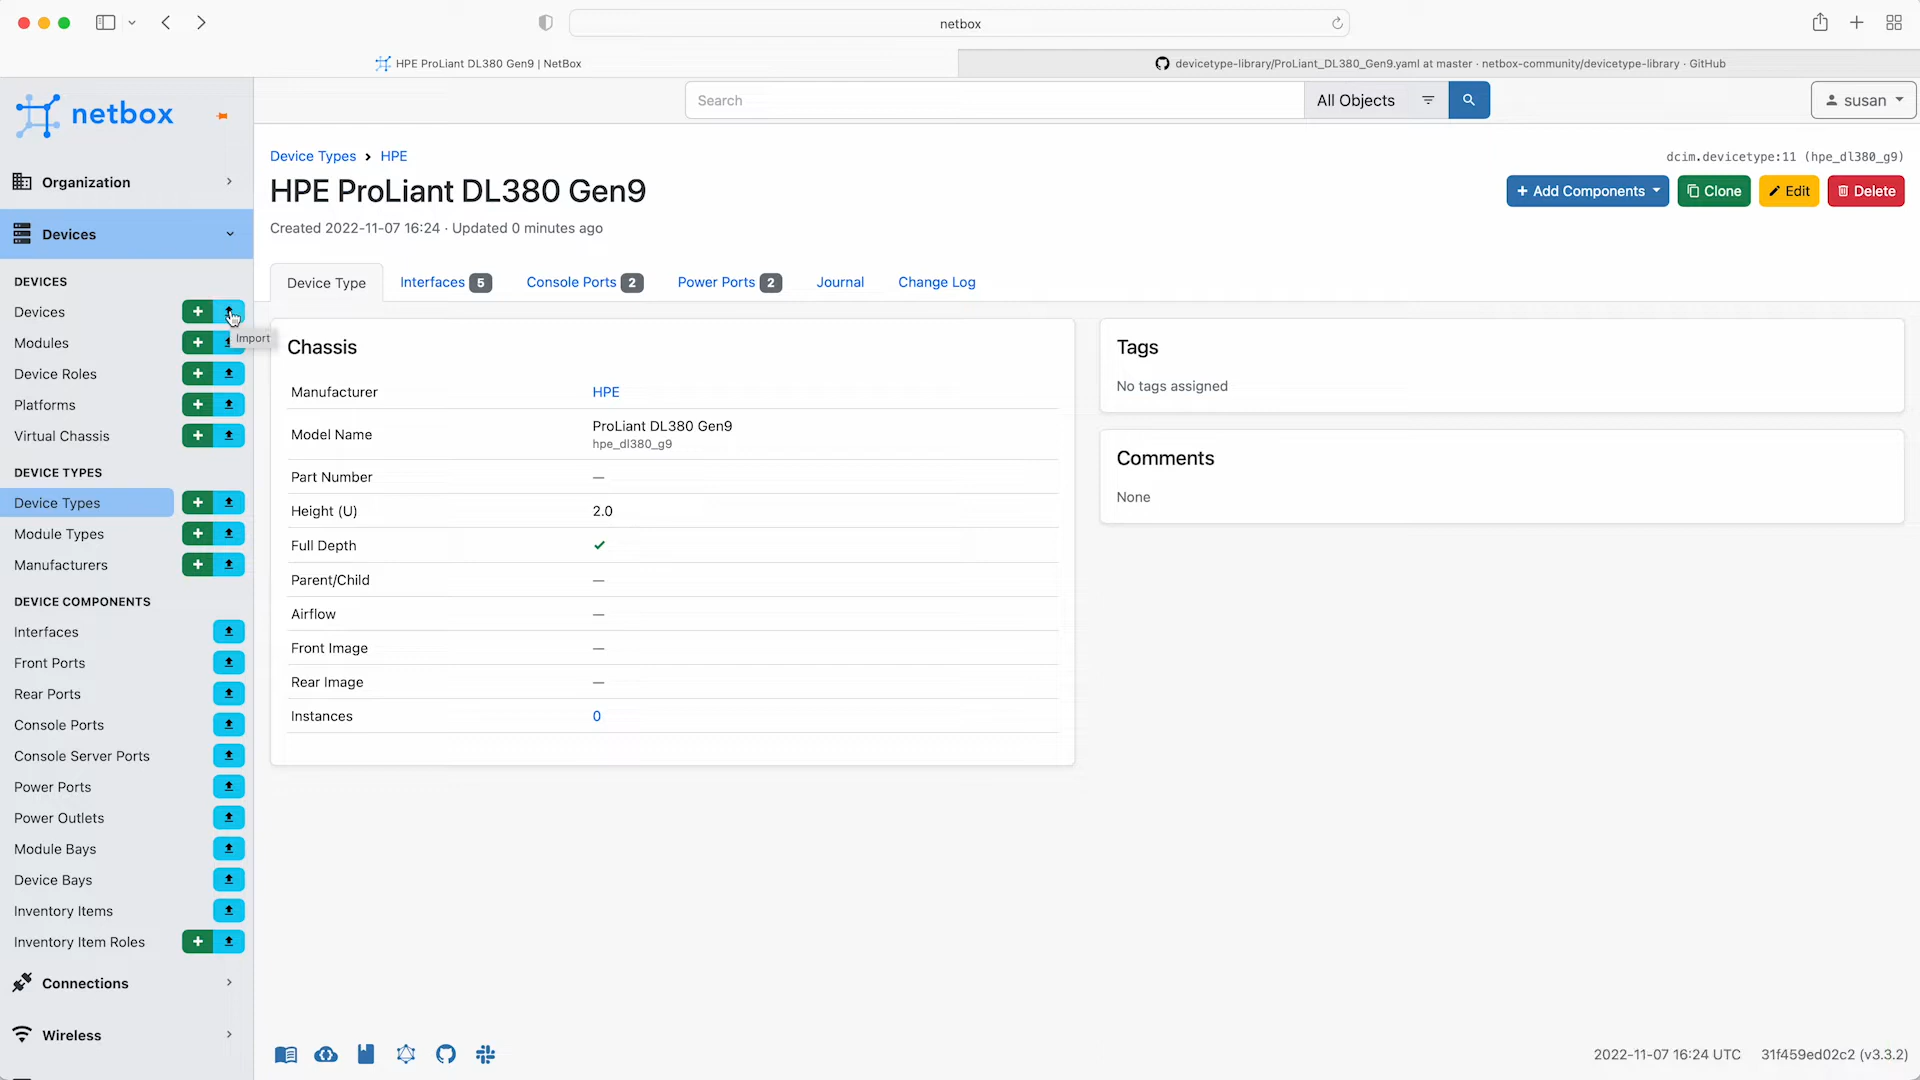 netbox
HPE ProLiant DL380 Gen9 | NetBox
devicetype-library/ProLiant_DL380_Gen9.yaml at master · netbox-community/devicetype-library · GitHub
netbox
Search
All Objects
susan
Organization
Devices
DEVICES
Devices
Import
Modules
Device Roles
Platforms
Virtual Chassis
DEVICE TYPES
Device Types
Module Types
Manufacturers
DEVICE COMPONENTS
Interfaces
Front Ports
Rear Ports
Console Ports
Console Server Ports
Power Ports
Power Outlets
Module Bays
Device Bays
Inventory Items
Inventory Item Roles
Connections
Wireless
Device Types > HPE
dcim.devicetype:11 (hpe_dl380_g9)
HPE ProLiant DL380 Gen9
+ Add Components
Clone
Edit
Delete
Created 2022-11-07 16:24 · Updated 0 minutes ago
Device Type
Interfaces 5
Console Ports 2
Power Ports 2
Journal
Change Log
Chassis
Manufacturer HPE
Model Name ProLiant DL380 Gen9
hpe_dl380_g9
Part Number —
Height (U) 2.0
Full Depth
Parent/Child —
Airflow —
Front Image —
Rear Image —
Instances 0
Tags
No tags assigned
Comments
None
2022-11-07 16:24 UTC 31f459ed02c2 (v3.3.2)